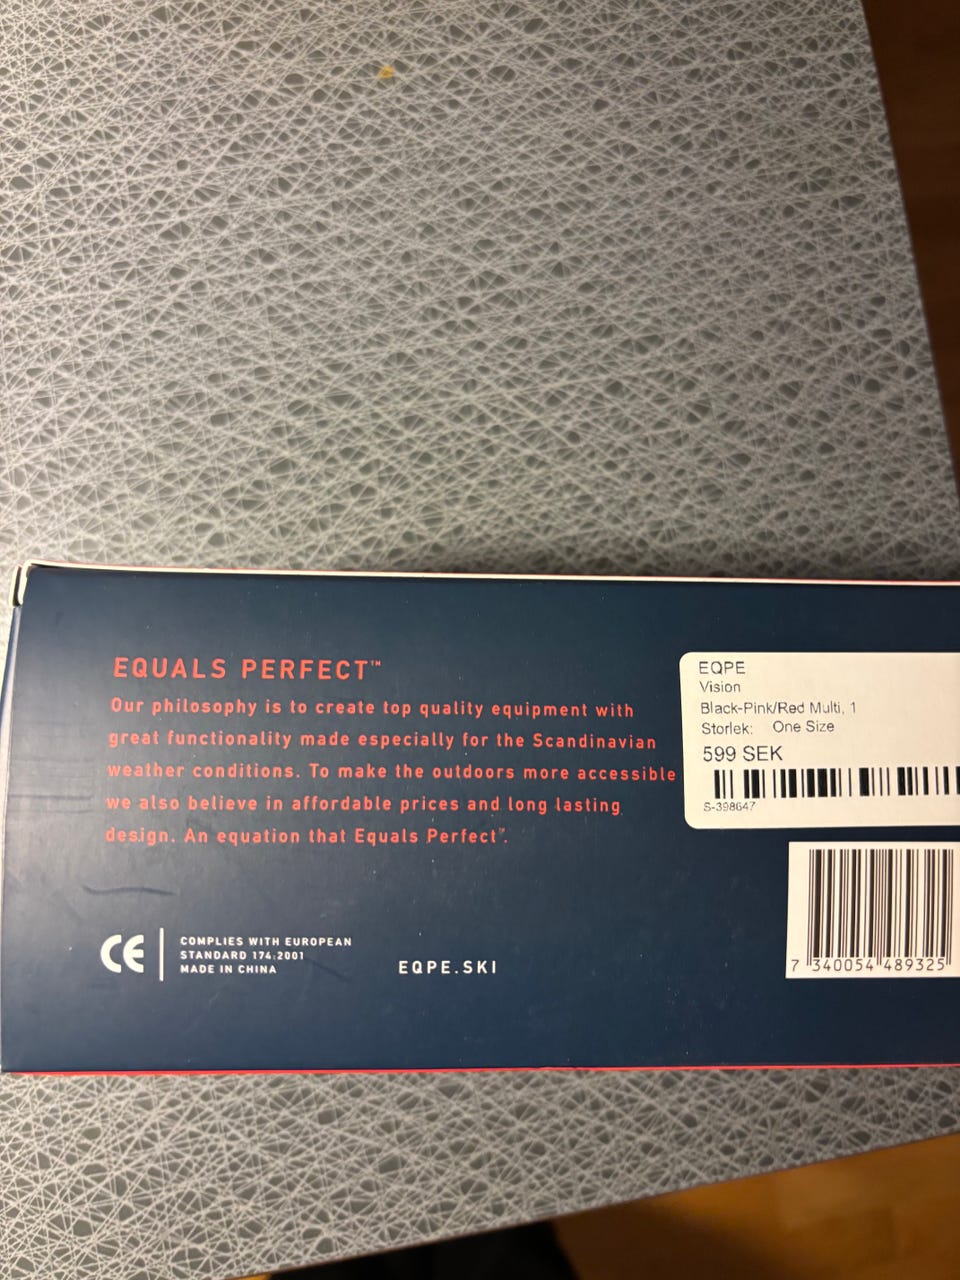 EQUALS PERFECT™
Our philosophy is to create top quality equipment with
great functionality made especially for the Scandinavian
weather conditions. To make the outdoors more accessible
we also believe in affordable prices and long lasting
design. An equation that Equals Perfect™.
CE
COMPLIES WITH EUROPEAN
STANDARD 174:2001
MADE IN CHINA
EQPE.SKI
EQPE
Vision
Black-Pink/Red Multi, 1
Storlek: One Size
599 SEK
S-398647
7 340054 489325